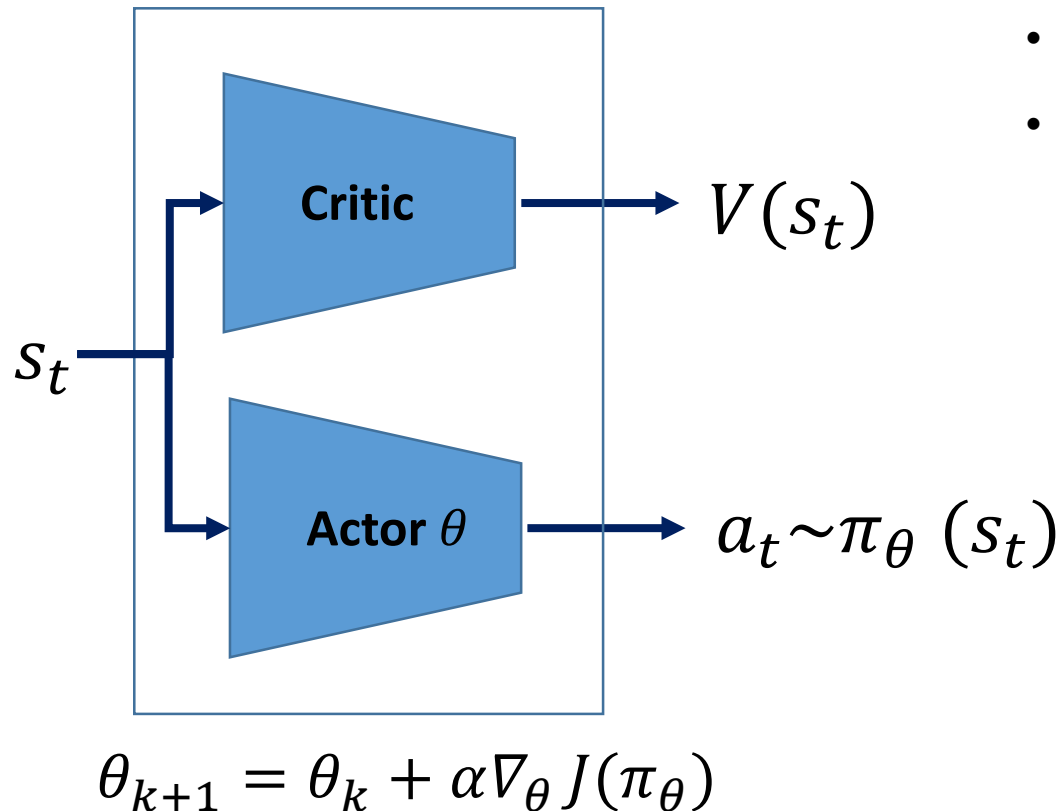 •
•
Critic
V(s_t)
s_t
Actor θ
a_t~π_θ (s_t)
θ_{k+1} = θ_k + α∇_θ J(π_θ)